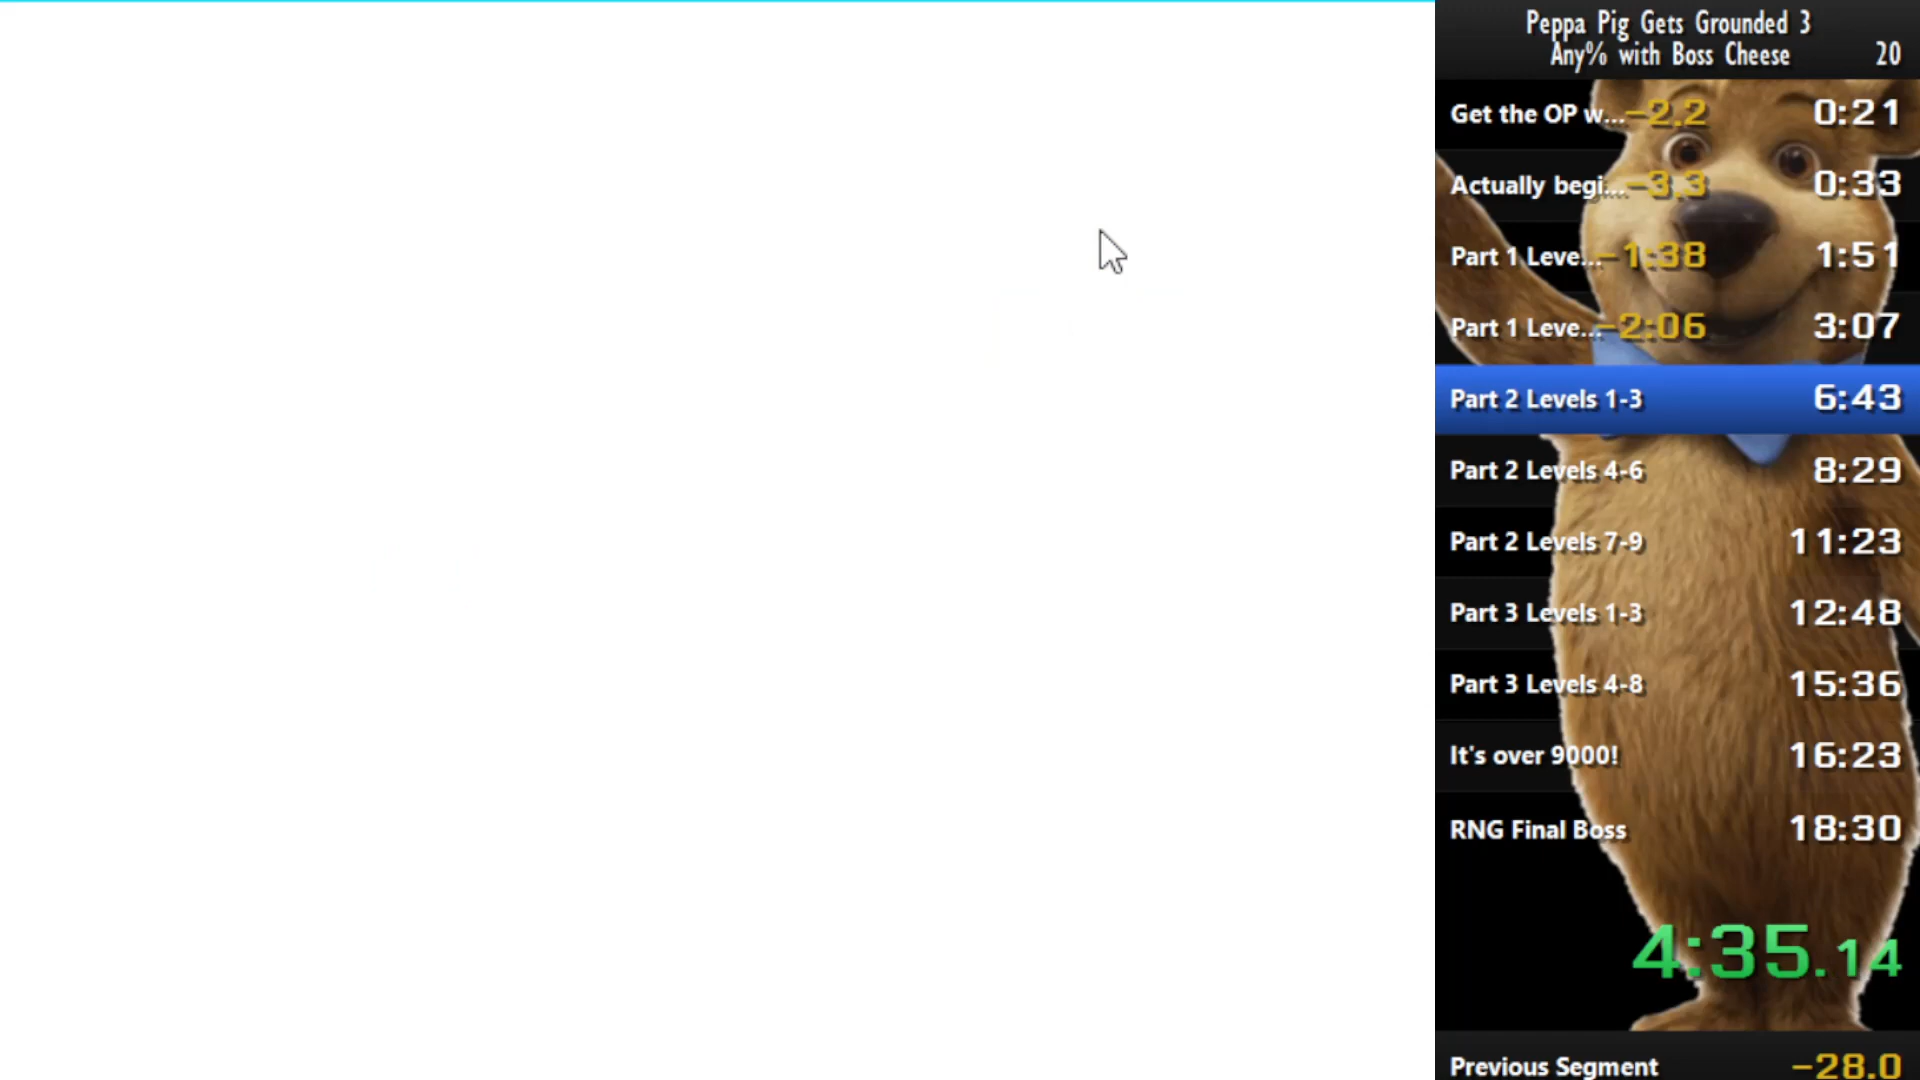 Peppa Pig Gets Grounded 3
Any% with Boss Cheese 20
Get the OP w... -2.2 0:21
Actually begi... -3.3 0:33
Part 1 Leve... -1:38 1:51
Part 1 Leve... -2:06 3:07
Part 2 Levels 1-3 6:43
Part 2 Levels 4-6 8:29
Part 2 Levels 7-9 11:23
Part 3 Levels 1-3 12:48
Part 3 Levels 4-8 15:36
It's over 9000! 16:23
RNG Final Boss 18:30
4:35.14
Previous Segment -28.0